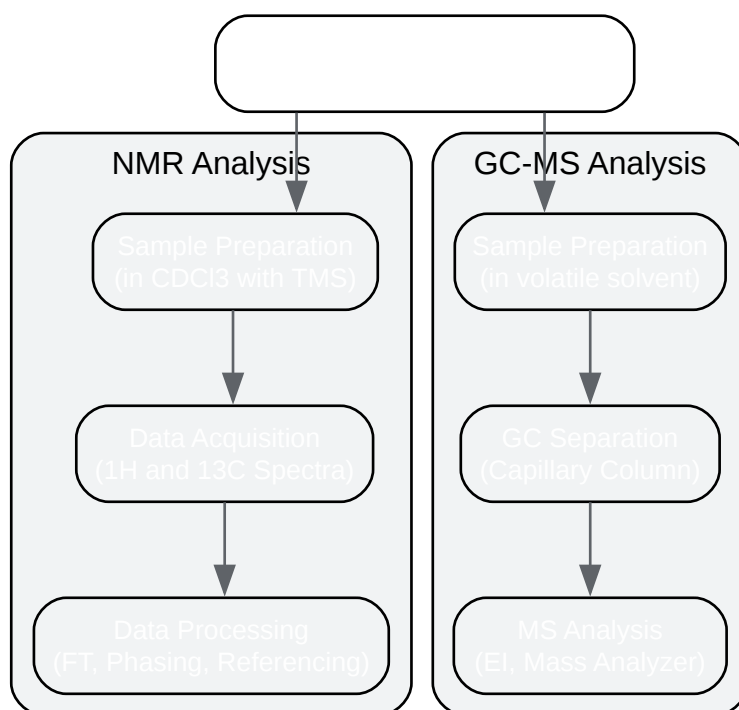 NMR Analysis
GC-MS Analysis
Sample Preparation
(in CDCl3 with TMS)
Sample Preparation
(in volatile solvent)
Data Acquisition
(1H and 13C Spectra)
GC Separation
(Capillary Column)
Data Processing
(FT, Phasing, Referencing)
MS Analysis
(EI, Mass Analyzer)